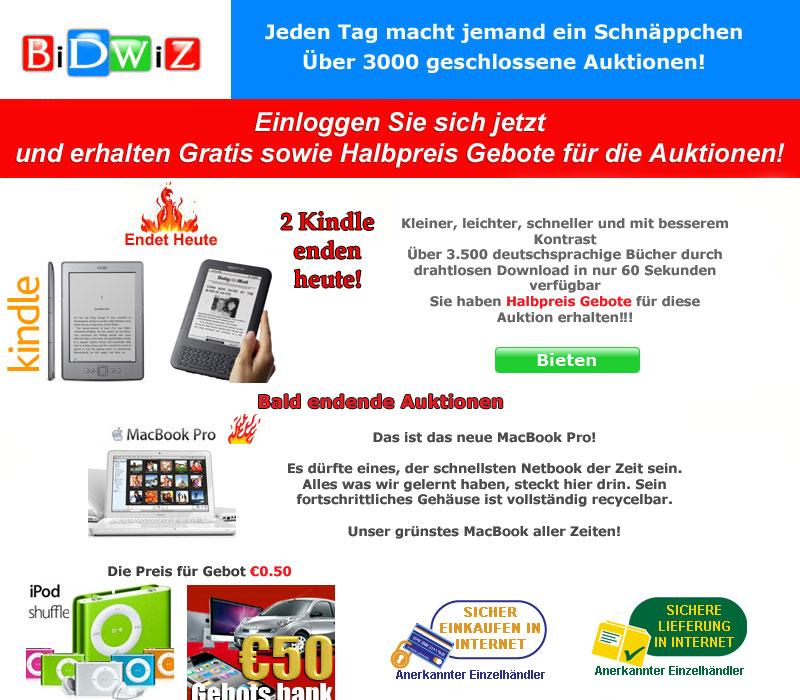 BiDWiZ
Jeden Tag macht jemand ein Schnäppchen
Über 3000 geschlossene Auktionen!
Einloggen Sie sich jetzt
und erhalten Gratis sowie Halbpreis Gebote für die Auktionen!
Endet Heute
kindle
2 Kindle
enden
heute!
Kleiner, leichter, schneller und mit besserem
Kontrast
Über 3.500 deutschsprachige Bücher durch
drahtlosen Download in nur 60 Sekunden
verfügbar
Sie haben Halbpreis Gebote für diese
Auktion erhalten!!!
Bieten
Bald endende Auktionen
MacBook Pro
Das ist das neue MacBook Pro!
Es dürfte eines, der schnellsten Netbook der Zeit sein.
Alles was wir gelernt haben, steckt hier drin. Sein
fortschrittliches Gehäuse ist vollständig recycelbar.
Unser grünstes MacBook aller Zeiten!
Die Preis für Gebot €0.50
iPod
shuffle
€50
Gebots bank
SICHER
EINKAUFEN IN
INTERNET
Anerkannter Einzelhändler
SICHERE
LIEFERUNG
IN INTERNET
Anerkannter Einzelhändler